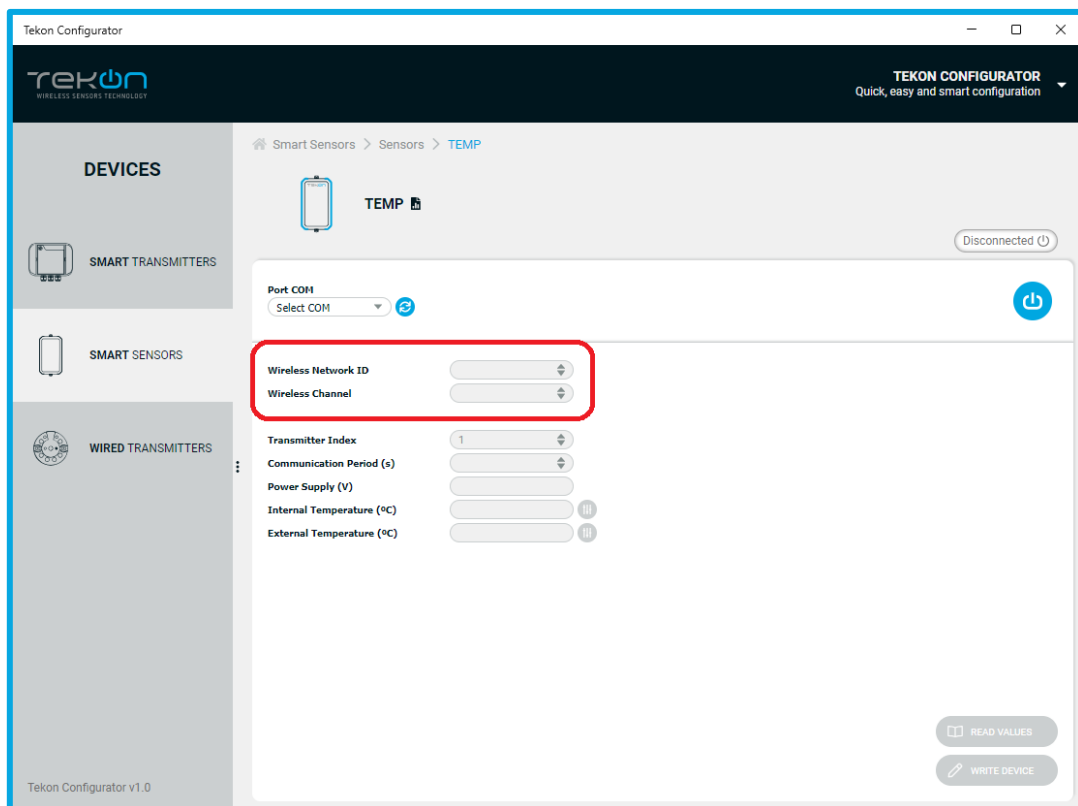 Tekon Configurator
TEKON
WIRELESS SENSORS TECHNOLOGY
TEKON CONFIGURATOR
Quick, easy and smart configuration
DEVICES
SMART TRANSMITTERS
SMART SENSORS
WIRED TRANSMITTERS
Tekon Configurator v1.0
Smart Sensors > Sensors > TEMP
TEMP
Disconnected
Port COM
Select COM
Wireless Network ID
Wireless Channel
Transmitter Index 1
Communication Period (s)
Power Supply (V)
Internal Temperature (ºC)
External Temperature (ºC)
READ VALUES
WRITE DEVICE